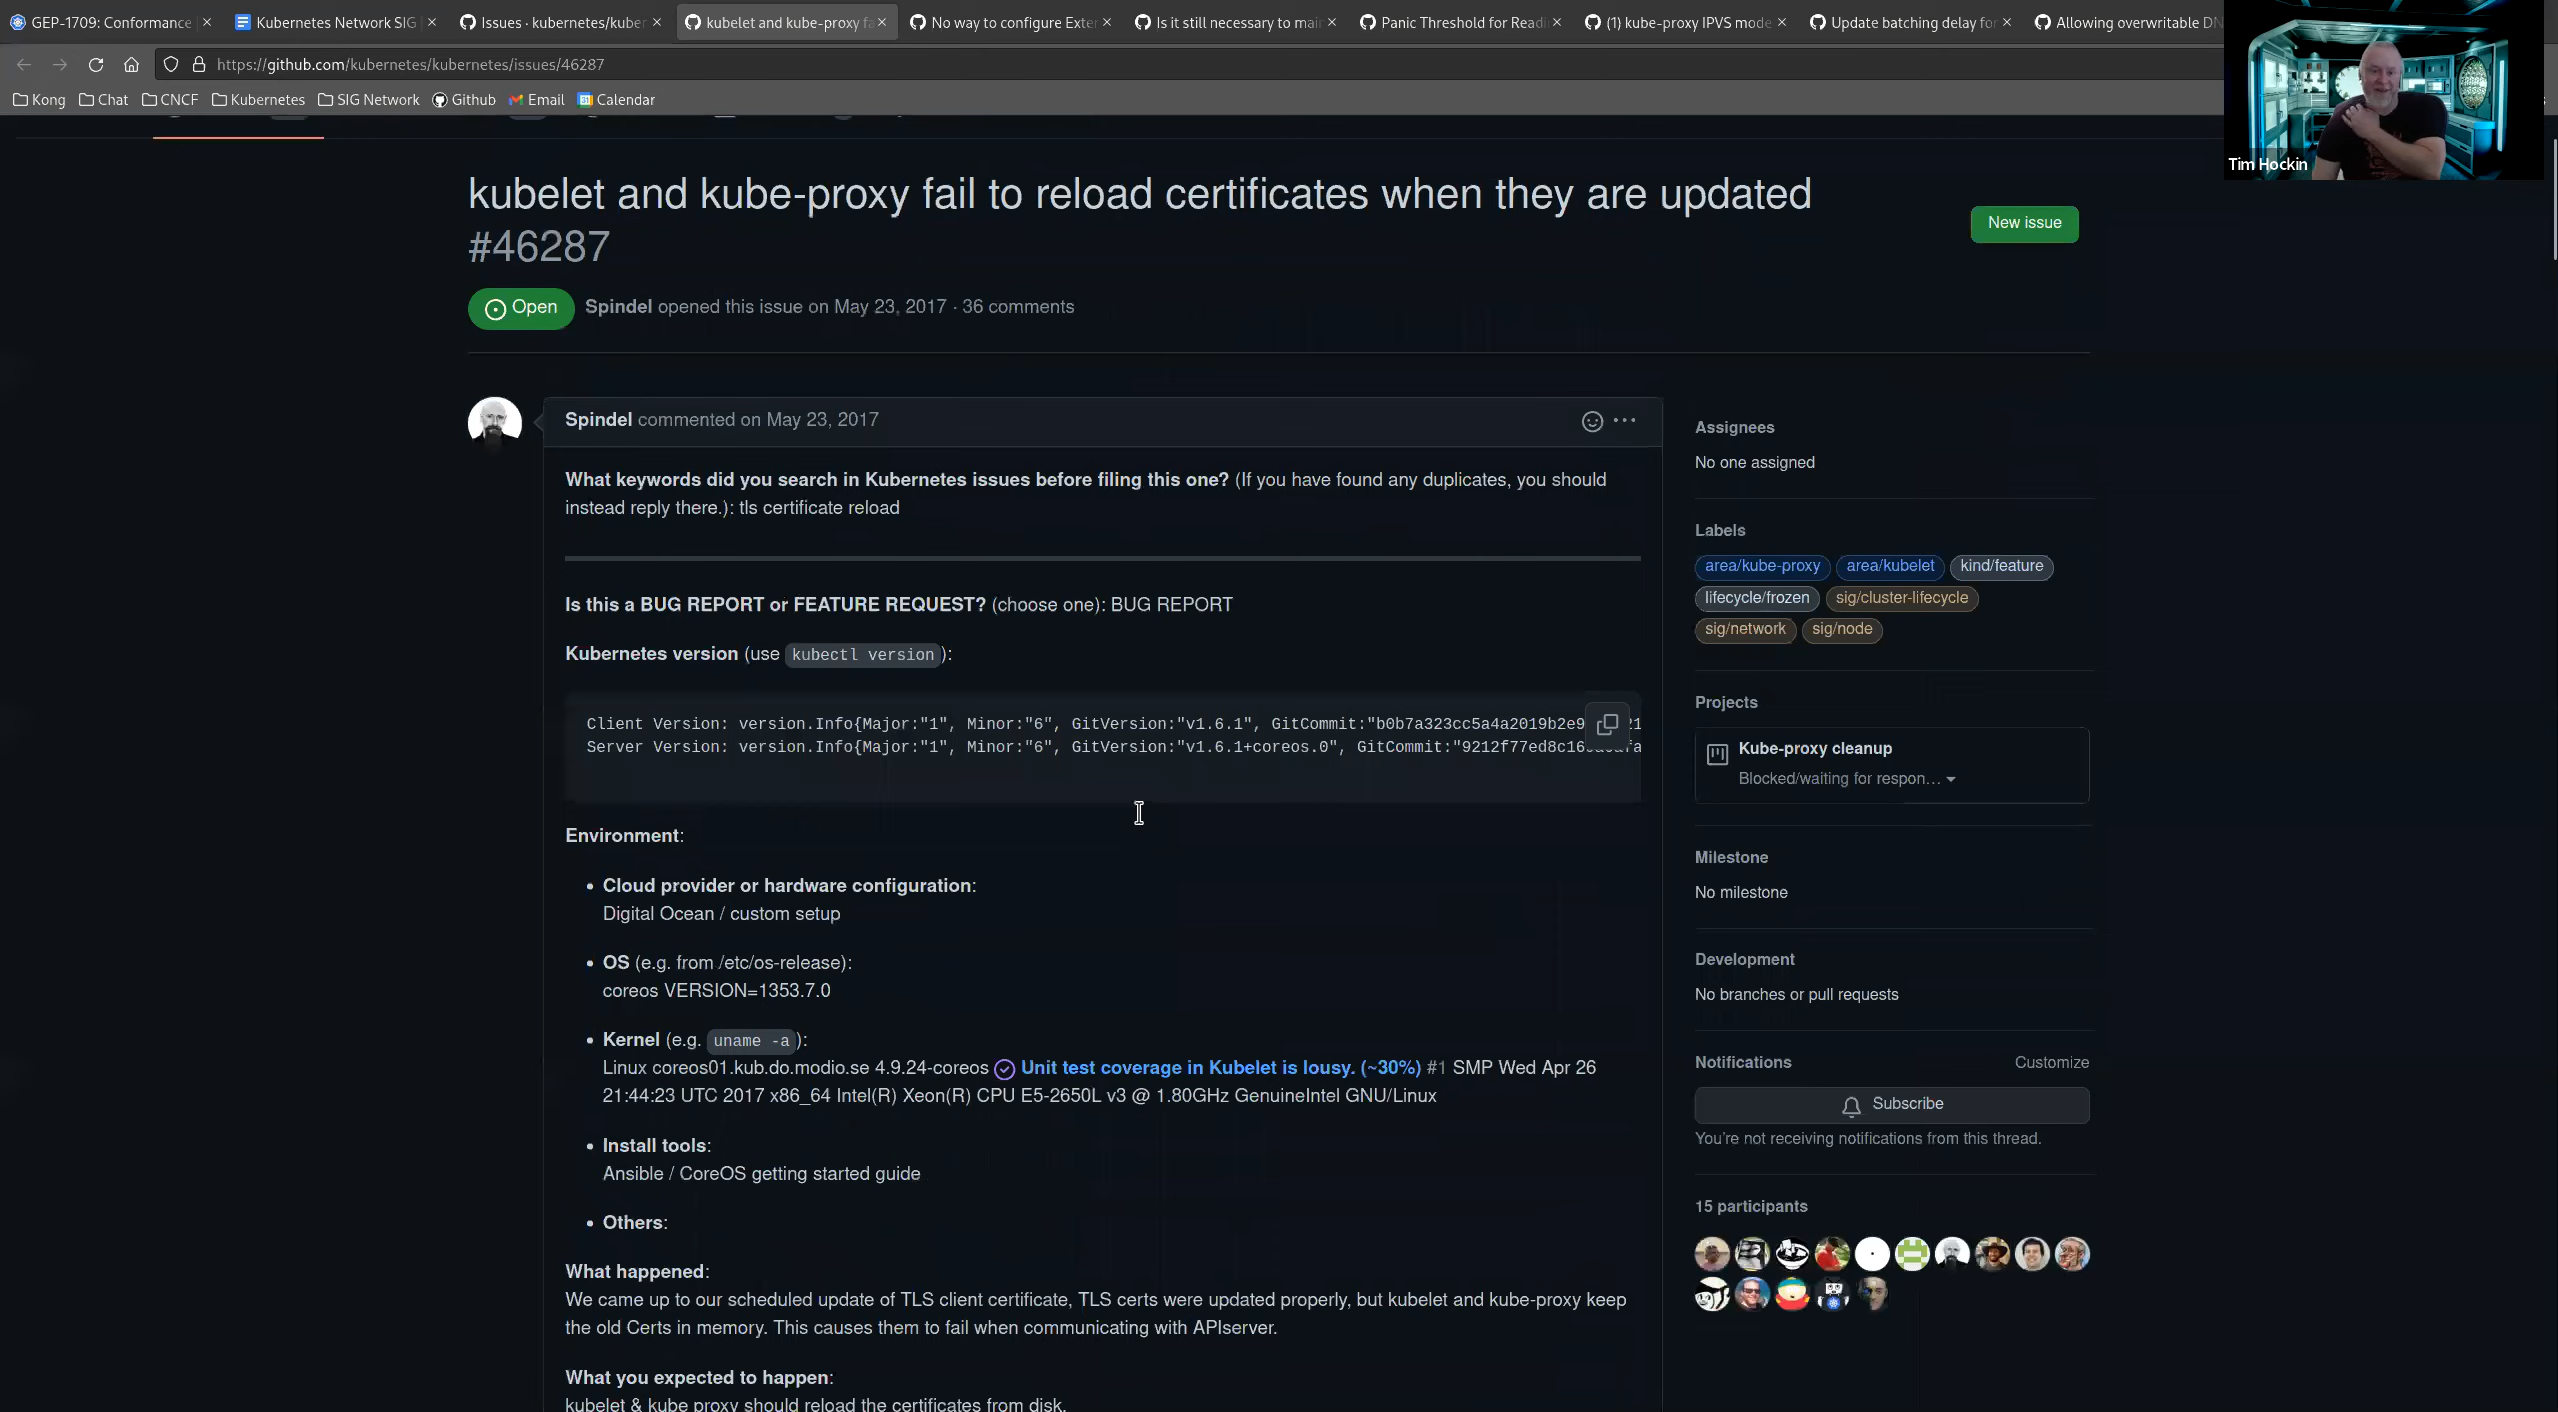 GEP-1709: Conformance
Kubernetes Network SIG
Issues · kubernetes/kuber
kubelet and kube-proxy fa
No way to configure Exter
Is it still necessary to mai
Panic Threshold for Readi
(1) kube-proxy IPVS mode
Update batching delay for
Allowing overwritable DN
https://github.com/kubernetes/kubernetes/issues/46287
Kong Chat CNCF Kubernetes SIG Network Github Email Calendar
Tim Hockin
kubelet and kube-proxy fail to reload certificates when they are updated
#46287
New issue
Open Spindel opened this issue on May 23, 2017 · 36 comments
Spindel commented on May 23, 2017
What keywords did you search in Kubernetes issues before filing this one? (If you have found any duplicates, you should
instead reply there.): tls certificate reload
Is this a BUG REPORT or FEATURE REQUEST? (choose one): BUG REPORT
Kubernetes version (use kubectl version):
Client Version: version.Info{Major:"1", Minor:"6", GitVersion:"v1.6.1", GitCommit:"b0b7a323cc5a4a2019b2e9
Server Version: version.Info{Major:"1", Minor:"6", GitVersion:"v1.6.1+coreos.0", GitCommit:"9212f77ed8c16
Environment:
• Cloud provider or hardware configuration:
Digital Ocean / custom setup
• OS (e.g. from /etc/os-release):
coreos VERSION=1353.7.0
• Kernel (e.g. uname -a):
Linux coreos01.kub.do.modio.se 4.9.24-coreos Unit test coverage in Kubelet is lousy. (~30%) #1 SMP Wed Apr 26
21:44:23 UTC 2017 x86_64 Intel(R) Xeon(R) CPU E5-2650L v3 @ 1.80GHz GenuineIntel GNU/Linux
• Install tools:
Ansible / CoreOS getting started guide
• Others:
What happened:
We came up to our scheduled update of TLS client certificate, TLS certs were updated properly, but kubelet and kube-proxy keep
the old Certs in memory. This causes them to fail when communicating with APIserver.
What you expected to happen:
kubelet & kube proxy should reload the certificates from disk.
Assignees
No one assigned
Labels
area/kube-proxy area/kubelet kind/feature
lifecycle/frozen sig/cluster-lifecycle
sig/network sig/node
Projects
Kube-proxy cleanup
Blocked/waiting for respon…
Milestone
No milestone
Development
No branches or pull requests
Notifications Customize
Subscribe
You're not receiving notifications from this thread.
15 participants